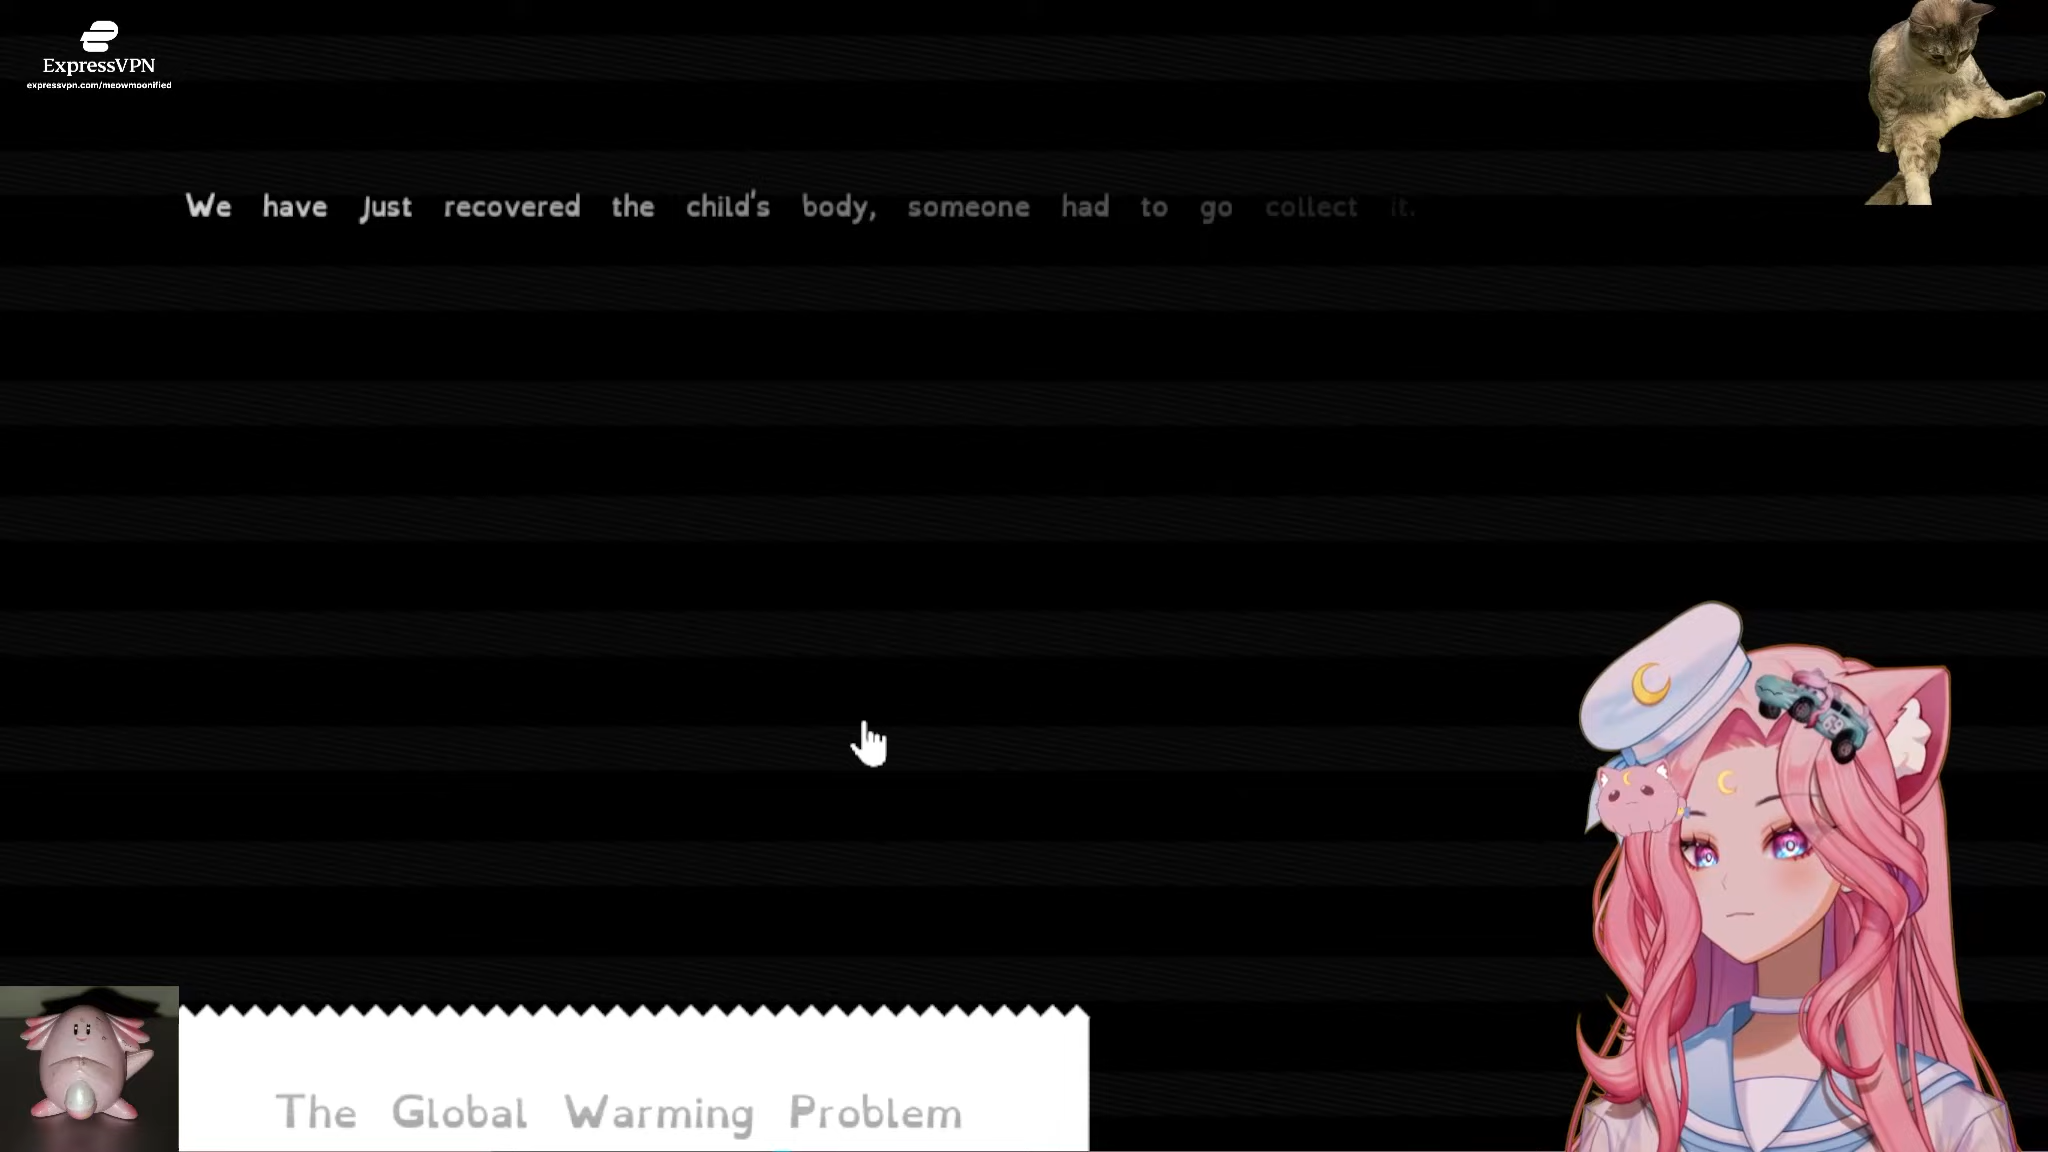 ExpressVPN
expressvpn.com/meowmoonified
We have Just recovered the child's body, someone had to go collect it.
The Global Warming Problem